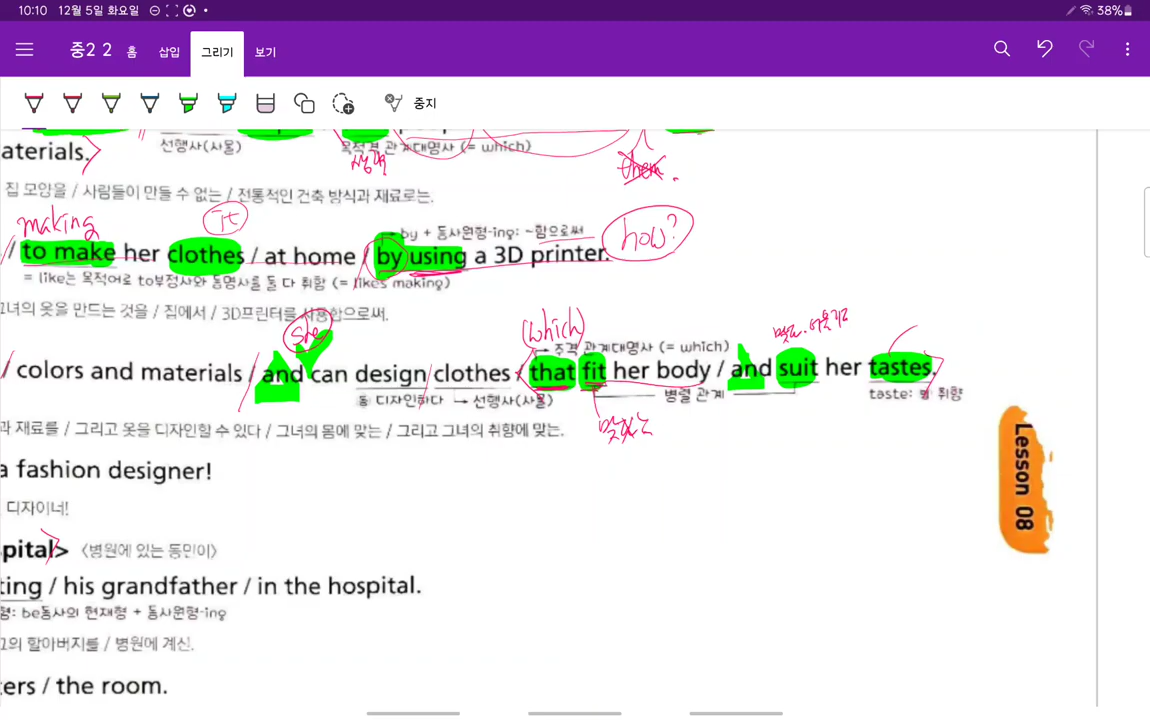 10:10 12월 5일 화요일 38%
중2 2 홈 삽입 그리기 보기
중지
선행사(사물) 목적격 관계대명사 (= which)
aterials. them.
집 모양을 / 사람들이 만들 수 없는 / 전통적인 건축 방식과 재료로는.
making it by + 동사원형-ing: ~함으로써 how?
/ to make her clothes / at home / by using a 3D printer.
= like는 목적어로 to부정사와 동명사를 둘 다 취함 (= likes making)
그녀의 옷을 만드는 것을 / 집에서 / 3D프린터를 사용함으로써.
she (which)
주격 관계대명사 (= which)
/ colors and materials / and can design clothes / that fit her body / and suit her tastes.
동 디자인하다 선행사(사물) 병렬 관계 taste: 명 취향
과 재료를 / 그리고 옷을 디자인할 수 있다 / 그녀의 몸에 맞는 / 그리고 그녀의 취향에 맞는.
a fashion designer!
디자이너!
Lesson 08
pital> <병원에 있는 동민이>
ting / his grandfather / in the hospital.
형: be동사의 현재형 + 동사원형-ing
그의 할아버지를 / 병원에 계신.
ters / the room.